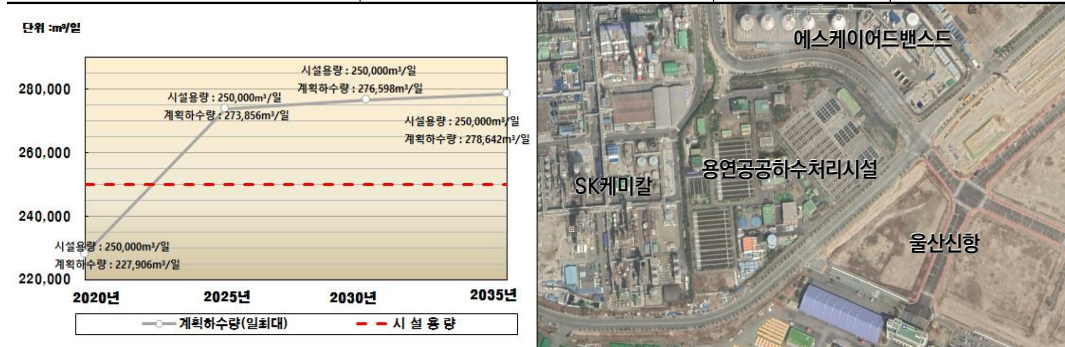 단위 :m³/일
280,000
260,000
240,000
220,000
시설용량 : 250,000m³/일
계획하수량 : 227,906m³/일
시설용량 : 250,000m³/일
계획하수량 : 273,856m³/일
시설용량 : 250,000m³/일
계획하수량 : 276,598m³/일
시설용량 : 250,000m³/일
계획하수량 : 278,642m³/일
2020년 2025년 2030년 2035년
계획하수량(일최대) 시 설 용 량
에스케이어드밴스드
용연공공하수처리시설
SK케미칼
울산신항